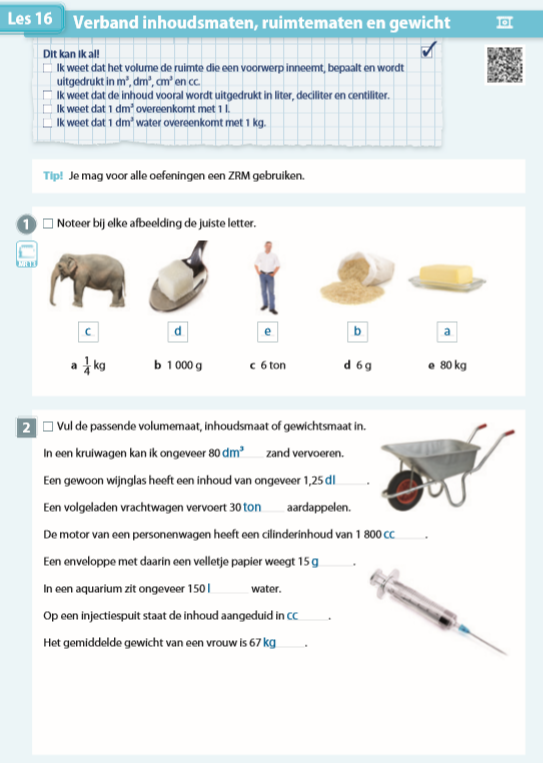 Les 16
Verband inhoudsmaten, ruimtematen en gewicht
Dit kan ik al!
Ik weet dat het volume de ruimte die een voorwerp inneemt, bepaalt en wordt
uitgedrukt in m³, dm³, cm³ en cc.
Ik weet dat de inhoud vooral wordt uitgedrukt in liter, deciliter en centiliter.
Ik weet dat 1 dm³ overeenkomt met 1 l.
Ik weet dat 1 dm³ water overeenkomt met 1 kg.
Tip! Je mag voor alle oefeningen een ZRM gebruiken.
1 Noteer bij elke afbeelding de juiste letter.
c d e b a
a 1/4 kg b 1 000 g c 6 ton d 6 g e 80 kg
2 Vul de passende volumemaat, inhoudsmaat of gewichtsmaat in.
In een kruiwagen kan ik ongeveer 80 dm³ zand vervoeren.
Een gewoon wijnglas heeft een inhoud van ongeveer 1,25 dl .
Een volgeladen vrachtwagen vervoert 30 ton aardappelen.
De motor van een personenwagen heeft een cilinderinhoud van 1 800 cc .
Een enveloppe met daarin een velletje papier weegt 15 g .
In een aquarium zit ongeveer 150 l water.
Op een injectiespuit staat de inhoud aangeduid in cc .
Het gemiddelde gewicht van een vrouw is 67 kg .